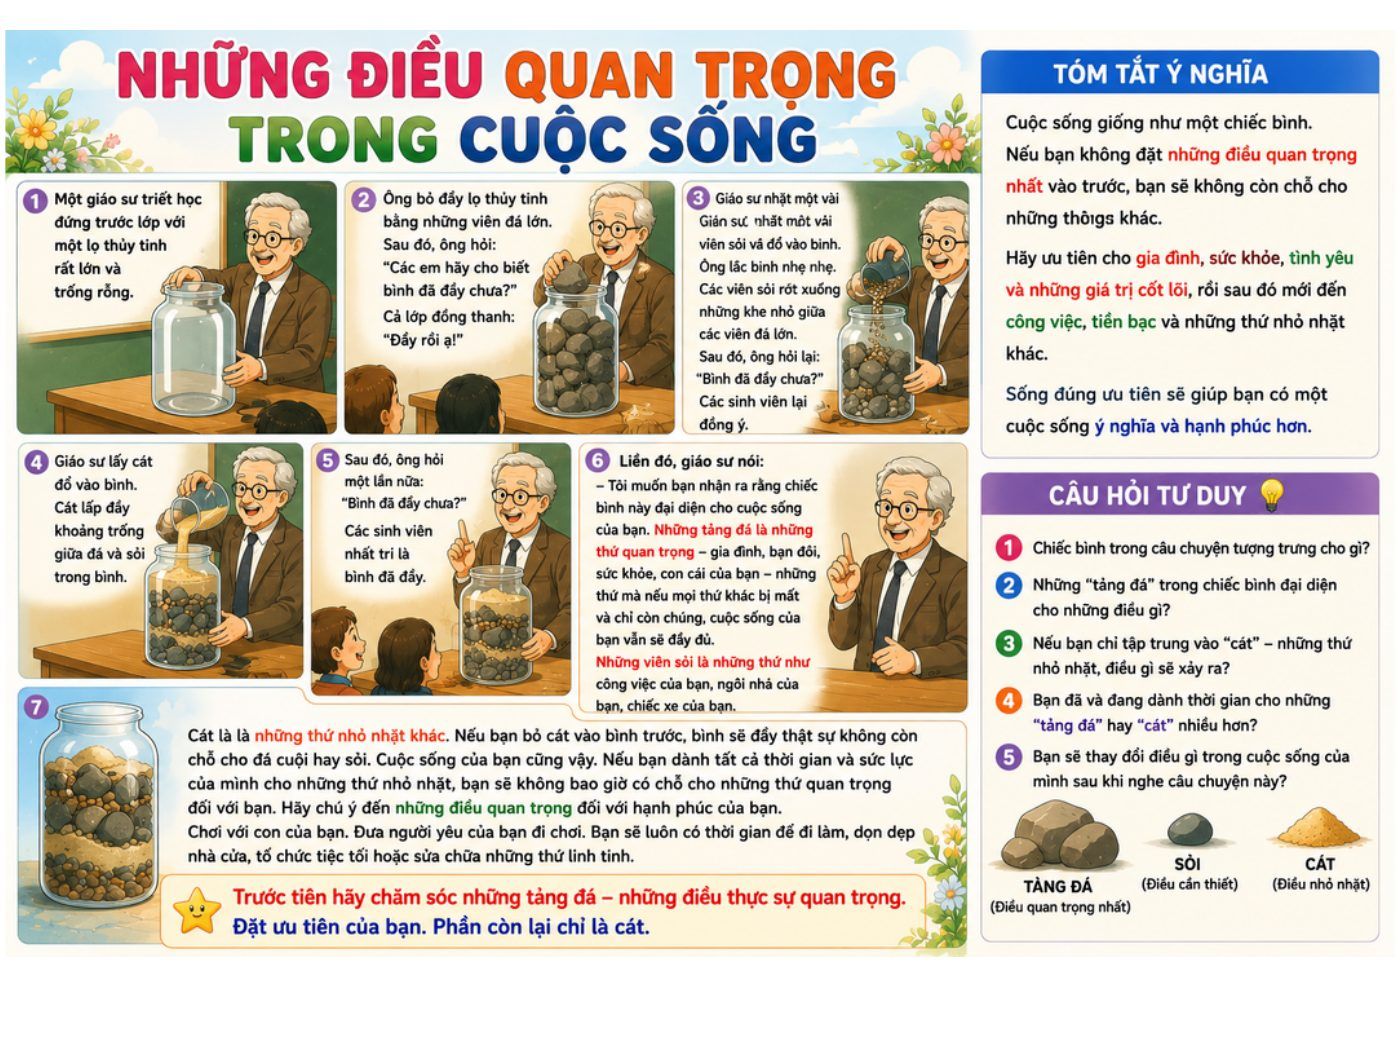 NHỮNG ĐIỀU QUAN TRỌNG
TRONG CUỘC SỐNG
1
Một giáo sư triết học
đứng trước lớp với
một lọ thủy tinh
rất lớn và
trống rỗng.
2
Ông bỏ đầy lọ thủy tinh
bằng những viên đá lớn.
Sau đó, ông hỏi:
“Các em hãy cho biết
bình đã đầy chưa?”
Cả lớp đồng thanh:
“Đầy rồi ạ!”
3
Giáo sư nhặt một vài
Gián sư, nhất một vài
viên sỏi và đổ vào bình.
Ông lắc bình nhẹ nhẹ.
Các viên sỏi rót xuống
những khe nhỏ giữa
các viên đá lớn.
Sau đó, ông hỏi lại:
“Bình đã đầy chưa?”
Các sinh viên lại
đồng ý.
4
Giáo sư lấy cát
đổ vào bình.
Cát lấp đầy
khoảng trống
giữa đá và sỏi
trong bình.
5
Sau đó, ông hỏi
một lần nữa:
“Bình đã đầy chưa?”
Các sinh viên
nhất trí là
bình đã đầy.
6
Liền đó, giáo sư nói:
– Tôi muốn bạn nhận ra rằng chiếc
bình này đại diện cho cuộc sống
của bạn. Những tảng đá là những
thứ quan trọng – gia đình, bạn đôi,
sức khỏe, con cái của bạn – những
thứ mà nếu mọi thứ khác bị mất
và chỉ còn chúng, cuộc sống của
bạn vẫn sẽ đầy đủ.
Những viên sỏi là những thứ như
công việc của bạn, ngôi nhà của
bạn, chiếc xe của bạn.
7
Cát là là những thứ nhỏ nhặt khác. Nếu bạn bỏ cát vào bình trước, bình sẽ đầy thật sự không còn
chỗ cho đá cuội hay sỏi. Cuộc sống của bạn cũng vậy. Nếu bạn dành tất cả thời gian và sức lực
của mình cho những thứ nhỏ nhặt, bạn sẽ không bao giờ có chỗ cho những thứ quan trọng
đối với bạn. Hãy chú ý đến những điều quan trọng đối với hạnh phúc của bạn.
Chơi với con của bạn. Đưa người yêu của bạn đi chơi. Bạn sẽ luôn có thời gian để đi làm, dọn dẹp
nhà cửa, tổ chức tiệc tối hoặc sửa chữa những thứ linh tinh.
Trước tiên hãy chăm sóc những tảng đá – những điều thực sự quan trọng.
Đặt ưu tiên của bạn. Phần còn lại chỉ là cát.
TÓM TẮT Ý NGHĨA
Cuộc sống giống như một chiếc bình.
Nếu bạn không đặt những điều quan trọng
nhất vào trước, bạn sẽ không còn chỗ cho
những khác.
Hãy ưu tiên cho gia đình, sức khỏe, tình yêu
và những giá trị cốt lõi, rồi sau đó mới đến
công việc, tiền bạc và những thứ nhỏ nhặt
khác.
Sống đúng ưu tiên sẽ giúp bạn có một
cuộc sống ý nghĩa và hạnh phúc hơn.
CÂU HỎI TƯ DUY
1 Chiếc bình trong câu chuyện tượng trưng cho gì?
2 Những “tảng đá” trong chiếc bình đại diện
cho những điều gì?
3 Nếu bạn chỉ tập trung vào “cát” – những thứ
nhỏ nhặt, điều gì sẽ xảy ra?
4 Bạn đã và đang dành thời gian cho những
“tảng đá” hay “cát” nhiều hơn?
5 Bạn sẽ thay đổi điều gì trong cuộc sống của
mình sau khi nghe câu chuyện này?
TẢNG ĐÁ
(Điều quan trọng nhất)
SỎI
(Điều cần thiết)
CÁT
(Điều nhỏ nhặt)